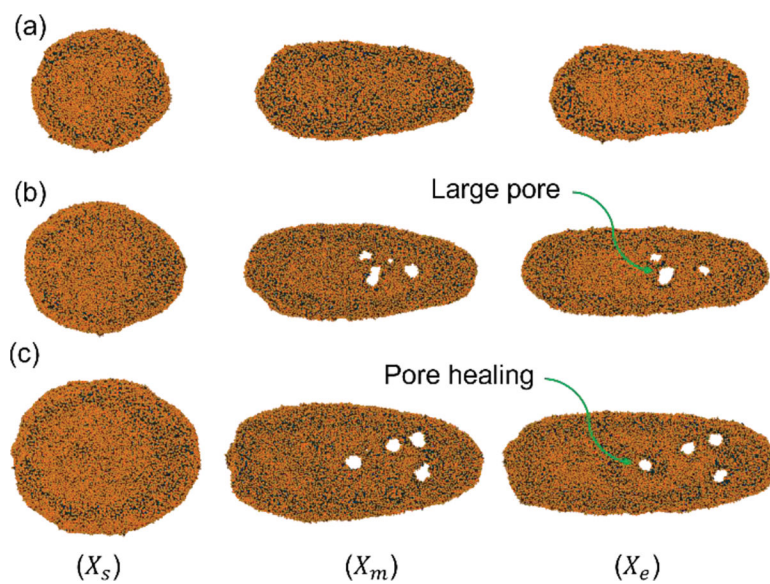 (a)
(b)
Large pore
(c)
Pore healing
(X_s) (X_m) (X_e)